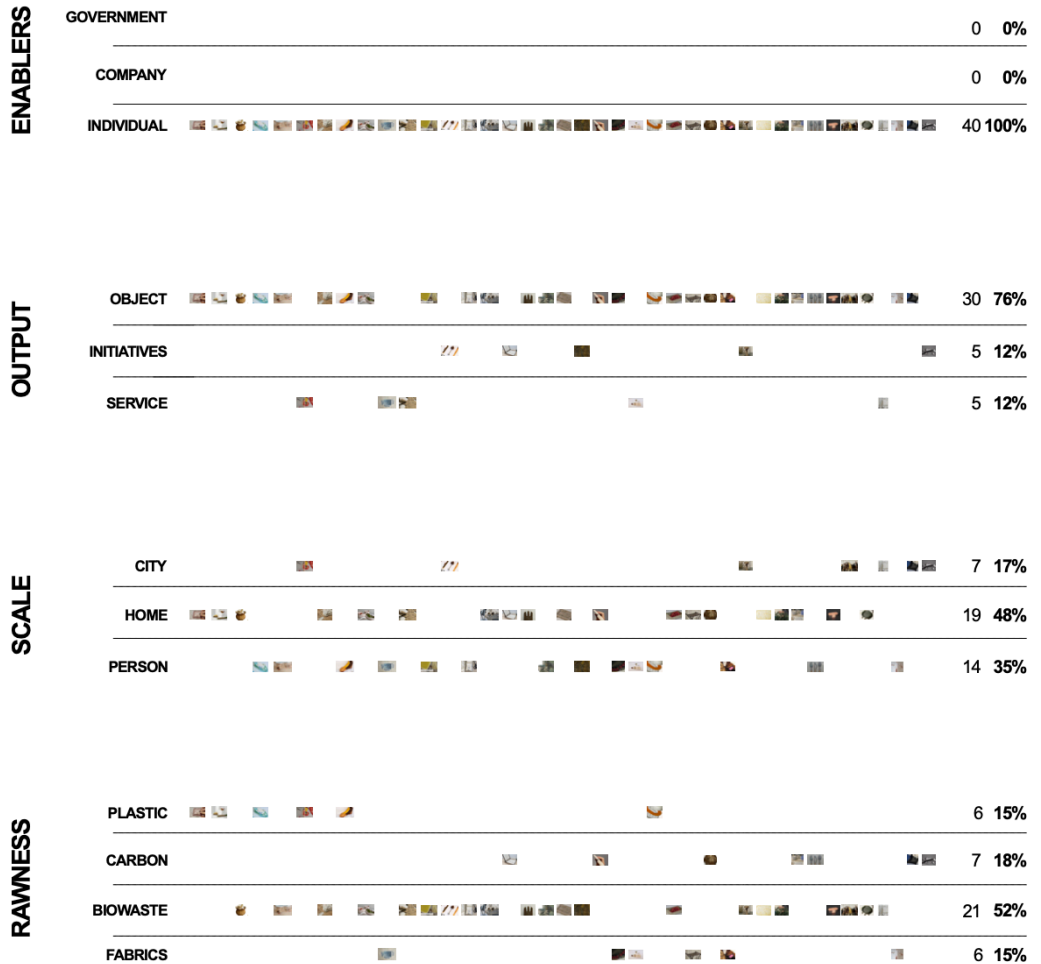 ENABLERS
GOVERNMENT 0 0%
COMPANY 0 0%
INDIVIDUAL 40 100%
OUTPUT
OBJECT 30 76%
INITIATIVES 5 12%
SERVICE 5 12%
SCALE
CITY 7 17%
HOME 19 48%
PERSON 14 35%
RAWNESS
PLASTIC 6 15%
CARBON 7 18%
BIOWASTE 21 52%
FABRICS 6 15%